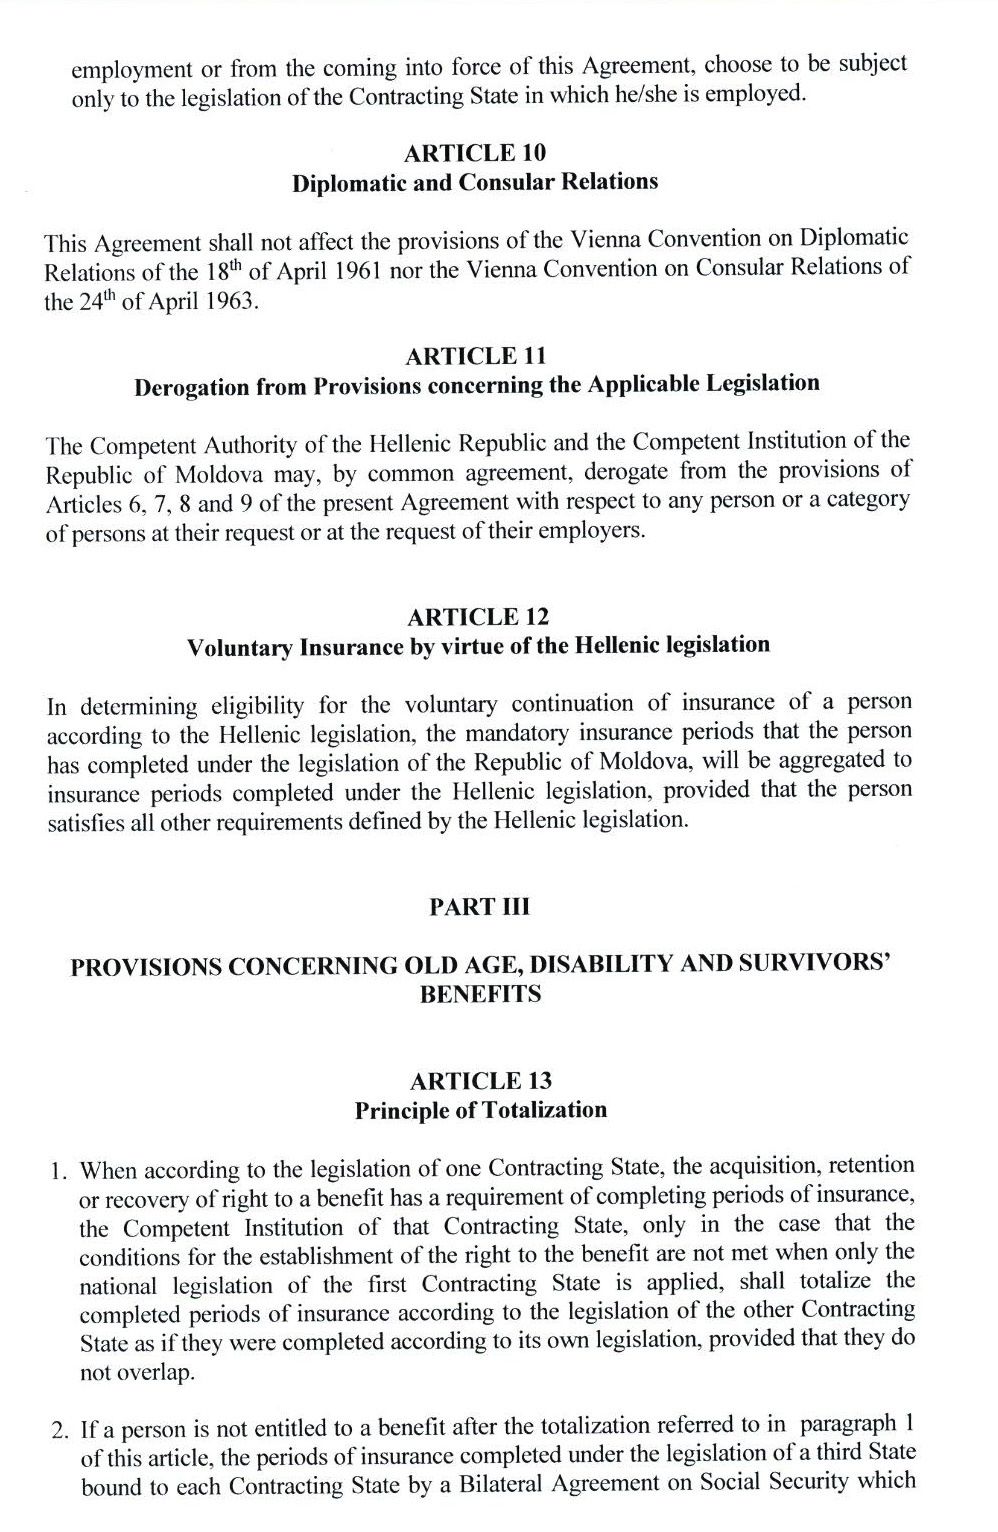 employment or from the coming into force of this Agreement, choose to be subject
only to the legislation of the Contracting State in which he/she is employed.
ARTICLE 10
Diplomatic and Consular Relations
This Agreement shall not affect the provisions of the Vienna Convention on Diplomatic
Relations of the 18th of April 1961 nor the Vienna Convention on Consular Relations of
the 24th of April 1963.
ARTICLE 11
Derogation from Provisions concerning the Applicable Legislation
The Competent Authority of the Hellenic Republic and the Competent Institution of the
Republic of Moldova may, by common agreement, derogate from the provisions of
Articles 6, 7, 8 and 9 of the present Agreement with respect to any person or a category
of persons at their request or at the request of their employers.
ARTICLE 12
Voluntary Insurance by virtue of the Hellenic legislation
In determining eligibility for the voluntary continuation of insurance of a person
according to the Hellenic legislation, the mandatory insurance periods that the person
has completed under the legislation of the Republic of Moldova, will be aggregated to
insurance periods completed under the Hellenic legislation, provided that the person
satisfies all other requirements defined by the Hellenic legislation.
PART III
PROVISIONS CONCERNING OLD AGE, DISABILITY AND SURVIVORS’
BENEFITS
ARTICLE 13
Principle of Totalization
1. When according to the legislation of one Contracting State, the acquisition, retention
or recovery of right to a benefit has a requirement of completing periods of insurance,
the Competent Institution of that Contracting State, only in the case that the
conditions for the establishment of the right to the benefit are not met when only the
national legislation of the first Contracting State is applied, shall totalize the
completed periods of insurance according to the legislation of the other Contracting
State as if they were completed according to its own legislation, provided that they do
not overlap.
2. If a person is not entitled to a benefit after the totalization referred to in paragraph 1
of this article, the periods of insurance completed under the legislation of a third State
bound to each Contracting State by a Bilateral Agreement on Social Security which